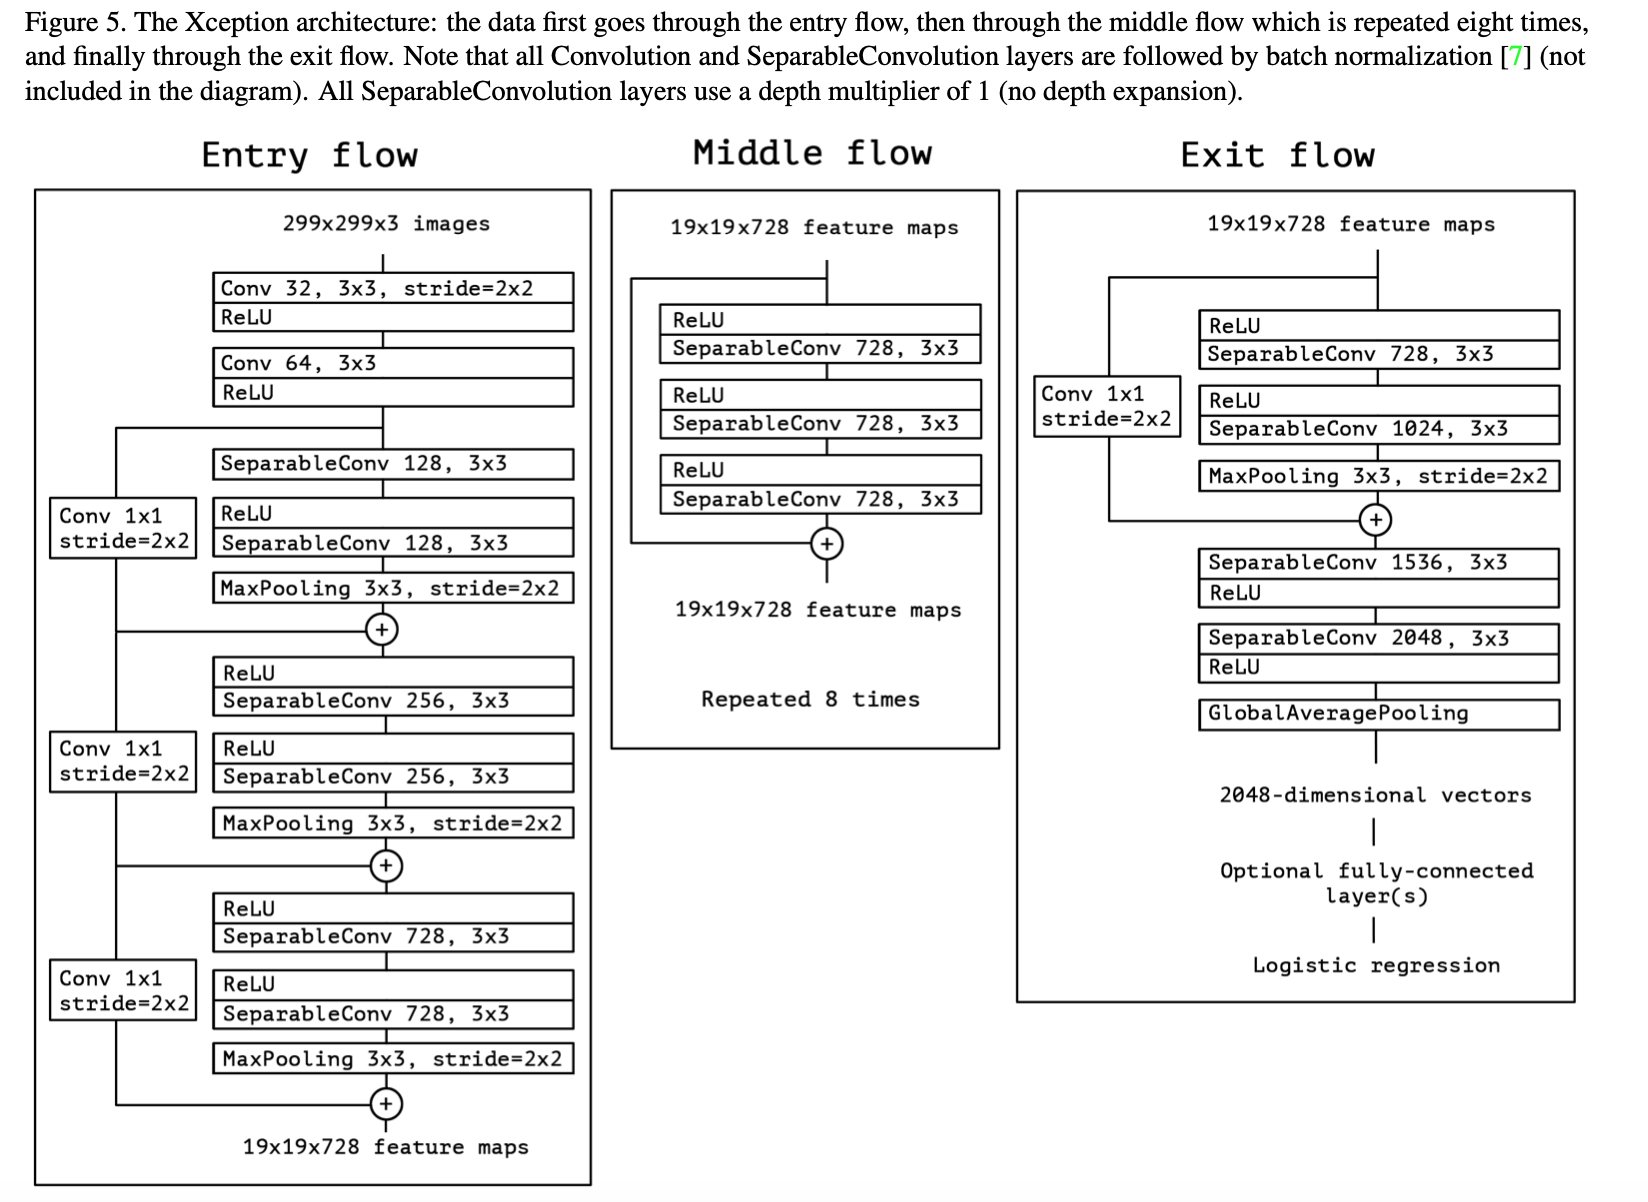 Figure 5. The Xception architecture: the data first goes through the entry flow, then through the middle flow which is repeated eight times,
and finally through the exit flow. Note that all Convolution and SeparableConvolution layers are followed by batch normalization [7] (not
included in the diagram). All SeparableConvolution layers use a depth multiplier of 1 (no depth expansion).
Entry flow
299x299x3 images
Conv 32, 3x3, stride=2x2
ReLU
Conv 64, 3x3
ReLU
SeparableConv 128, 3x3
Conv 1x1
stride=2x2
ReLU
SeparableConv 128, 3x3
MaxPooling 3x3, stride=2x2
+
ReLU
SeparableConv 256, 3x3
Conv 1x1
stride=2x2
ReLU
SeparableConv 256, 3x3
MaxPooling 3x3, stride=2x2
+
ReLU
SeparableConv 728, 3x3
Conv 1x1
stride=2x2
ReLU
SeparableConv 728, 3x3
MaxPooling 3x3, stride=2x2
+
19x19x728 feature maps
Middle flow
19x19x728 feature maps
ReLU
SeparableConv 728, 3x3
ReLU
SeparableConv 728, 3x3
ReLU
SeparableConv 728, 3x3
+
19x19x728 feature maps
Repeated 8 times
Exit flow
19x19x728 feature maps
ReLU
SeparableConv 728, 3x3
Conv 1x1
stride=2x2
ReLU
SeparableConv 1024, 3x3
MaxPooling 3x3, stride=2x2
+
SeparableConv 1536, 3x3
ReLU
SeparableConv 2048, 3x3
ReLU
GlobalAveragePooling
2048-dimensional vectors
Optional fully-connected
layer(s)
Logistic regression